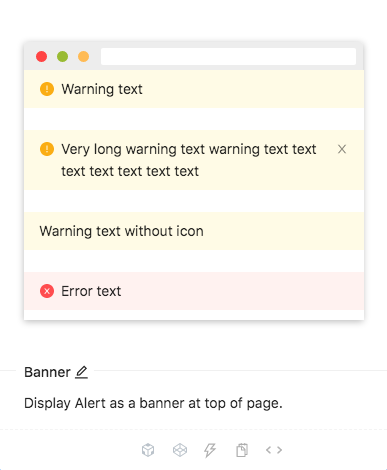 Warning text
Very long warning text warning text text
text text text text text
Warning text without icon
Error text
Banner
Display Alert as a banner at top of page.